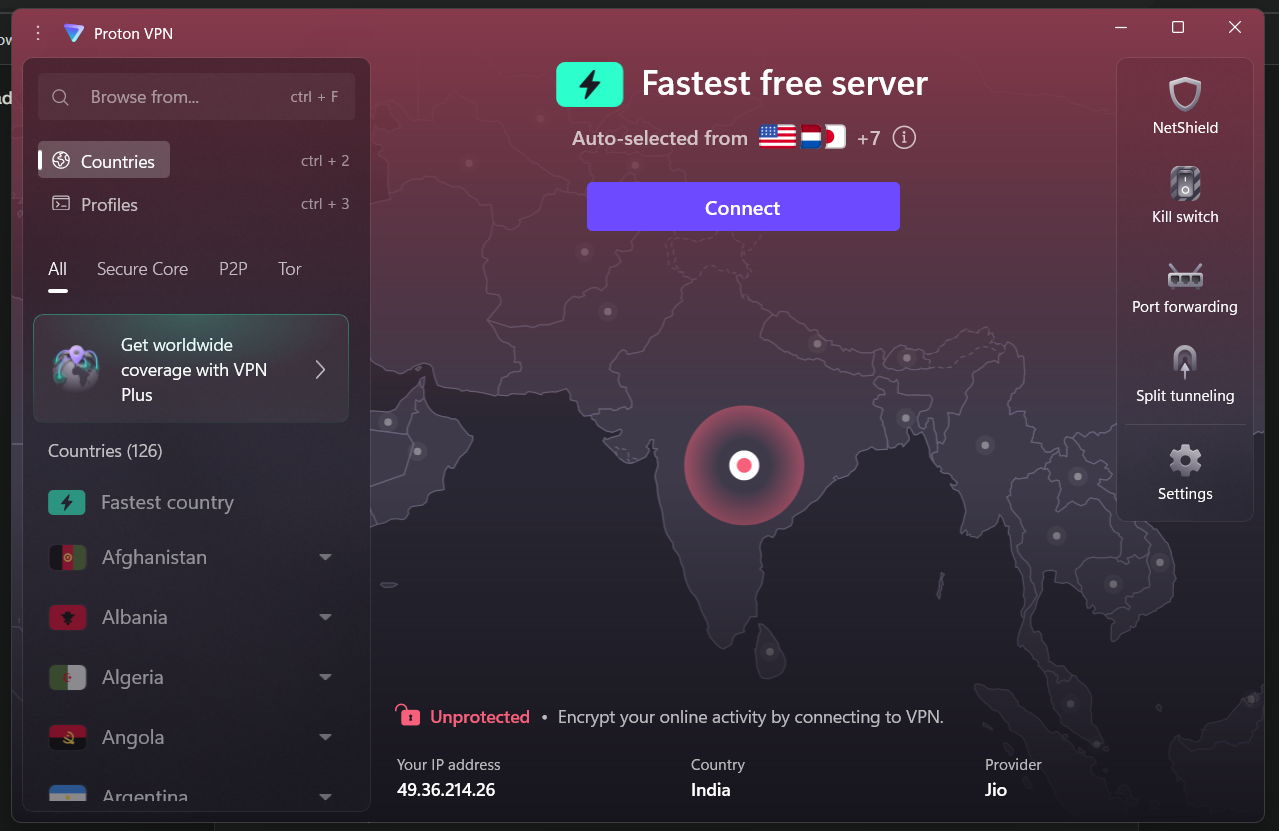 Proton VPN
Browse from...
ctrl + F
Countries
ctrl + 2
Profiles
ctrl + 3
All
Secure Core
P2P
Tor
Get worldwide
coverage with VPN
Plus
Countries (126)
Fastest country
Afghanistan
Albania
Algeria
Angola
Argentina
Fastest free server
Auto-selected from
+7
Connect
Unprotected • Encrypt your online activity by connecting to VPN.
Your IP address
49.36.214.26
Country
India
Provider
Jio
NetShield
Kill switch
Port forwarding
Split tunneling
Settings